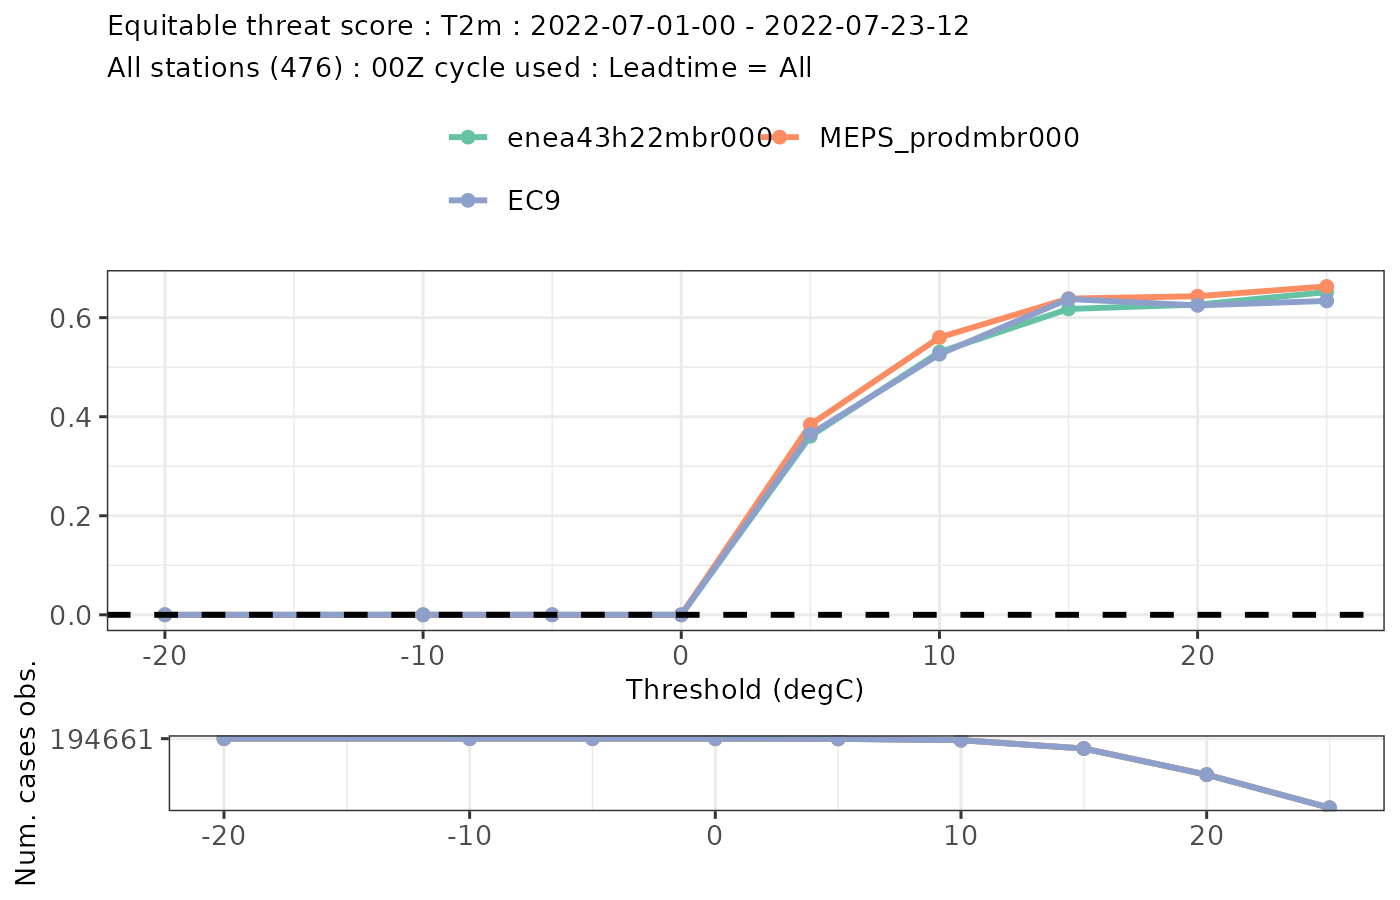 Equitable threat score : T2m : 2022-07-01-00 - 2022-07-23-12
All stations (476) : 00Z cycle used : Leadtime = All
enea43h22mbr000 MEPS_prodmbr000
EC9
0.6
0.4
0.2
0.0
-20 -10 0 10 20
Threshold (degC)
Num. cases obs.
194661
-20 -10 0 10 20